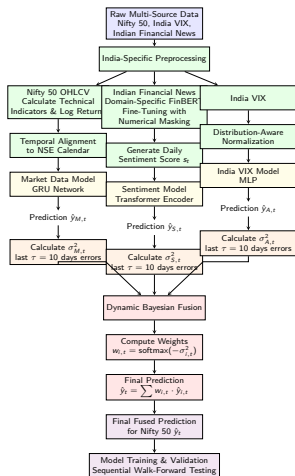 Raw Multi-Source Data
Nifty 50, India VIX,
Indian Financial News
India-Specific Preprocessing
Nifty 50 OHLCV
Calculate Technical
Indicators & Log Return
Indian Financial News
Domain-Specific FinBERT
Fine-Tuning with
Numerical Masking
India VIX
Temporal Alignment
to NSE Calendar
Generate Daily
Sentiment Score s_t
Distribution-Aware
Normalization
Market Data Model
GRU Network
Sentiment Model
Transformer Encoder
India VIX Model
MLP
Prediction ŷ_{M,t}
Prediction ŷ_{S,t}
Prediction ŷ_{A,t}
Calculate σ²_{M,t}
last τ = 10 days errors
Calculate σ²_{S,t}
last τ = 10 days errors
Calculate σ²_{A,t}
last τ = 10 days errors
Dynamic Bayesian Fusion
Compute Weights
w_{i,t} = softmax(−σ²_{i,t})
Final Prediction
ŷ_t = ∑ w_{i,t} · ŷ_{i,t}
Final Fused Prediction
for Nifty 50 ŷ_t
Model Training & Validation
Sequential Walk-Forward Testing